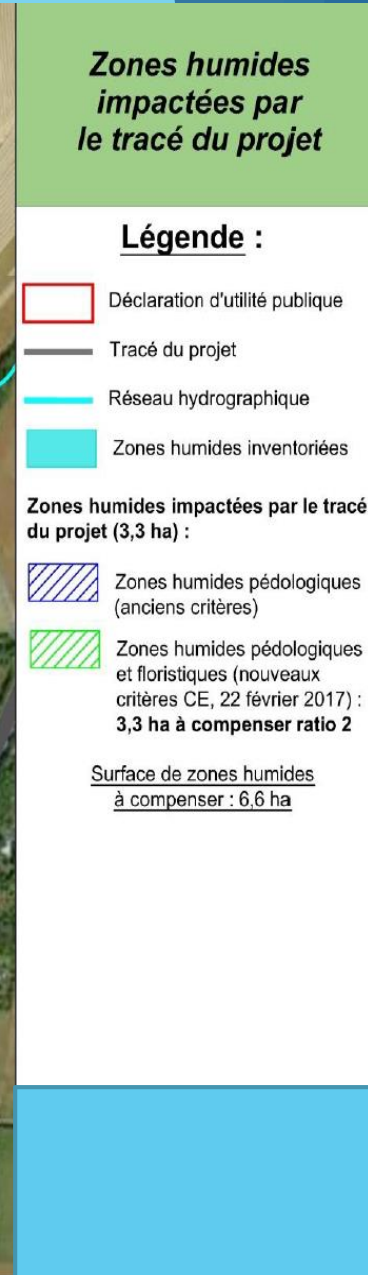 Zones humides
impactées par
le tracé du projet
Légende :
Déclaration d'utilité publique
Tracé du projet
Réseau hydrographique
Zones humides inventoriées
Zones humides impactées par le tracé
du projet (3,3 ha) :
Zones humides pédologiques
(anciens critères)
Zones humides pédologiques
et floristiques (nouveaux
critères CE, 22 février 2017) :
3,3 ha à compenser ratio 2
Surface de zones humides
à compenser : 6,6 ha